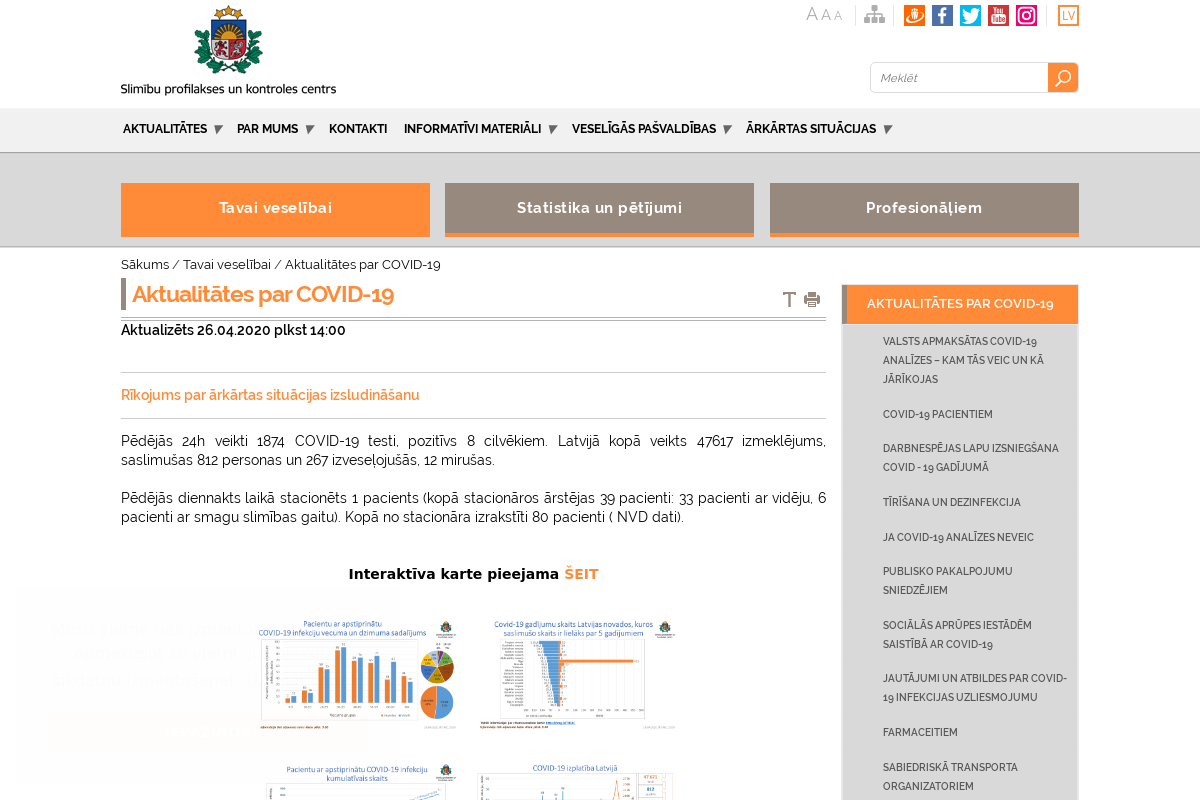 A A A
LV
Slimību profilakses un kontroles centrs
Meklēt
AKTUALITĀTES PAR MUMS KONTAKTI INFORMATĪVI MATERIĀLI VESELĪGĀS PAŠVALDĪBAS ĀRKĀRTAS SITUĀCIJAS
Tavai veselībai Statistika un pētījumi Profesionāļiem
Sākums / Tavai veselībai / Aktualitātes par COVID-19
Aktualitātes par COVID-19
Aktualizēts 26.04.2020 plkst 14:00
Rīkojums par ārkārtas situācijas izsludināšanu
Pēdējās 24h veikti 1874 COVID-19 testi, pozitīvs 8 cilvēkiem. Latvijā kopā veikts 47617 izmeklējums,
saslimušas 812 personas un 267 izveseļojušās, 12 mirušas.
Pēdējās diennakts laikā stacionēts 1 pacients (kopā stacionāros ārstējas 39 pacienti: 33 pacienti ar vidēju, 6
pacienti ar smagu slimības gaitu). Kopā no stacionāra izrakstīti 80 pacienti ( NVD dati).
Interaktīva karte pieejama ŠEIT
Pacientu ar apstiprinātu
COVID-19 infekciju vecuma un dzimuma sadalījums
Covid-19 gadījumu skaits Latvijas novados, kuros
saslimušo skaits ir lielāks par 5 gadījumiem
Pacientu ar apstiprinātu COVID-19 infekciju
kumulatīvais skaits
COVID-19 izplatība Latvijā
AKTUALITĀTES PAR COVID-19
VALSTS APMAKSĀTAS COVID-19
ANALĪZES – KAM TĀS VEIC UN KĀ
JĀRĪKOJAS
COVID-19 PACIENTIEM
DARBNESPĒJAS LAPU IZSNIEGŠANA
COVID - 19 GADĪJUMĀ
TĪRĪŠANA UN DEZINFEKCIJA
JA COVID-19 ANALĪZES NEVEIC
PUBLISKO PAKALPOJUMU
SNIEDZĒJIEM
SOCIĀLĀS APRŪPES IESTĀDĒM
SAISTĪBĀ AR COVID-19
JAUTĀJUMI UN ATBILDES PAR COVID-
19 INFEKCIJAS UZLIESMOJUMU
FARMACEITIEM
SABIEDRISKĀ TRANSPORTA
ORGANIZATORIEM